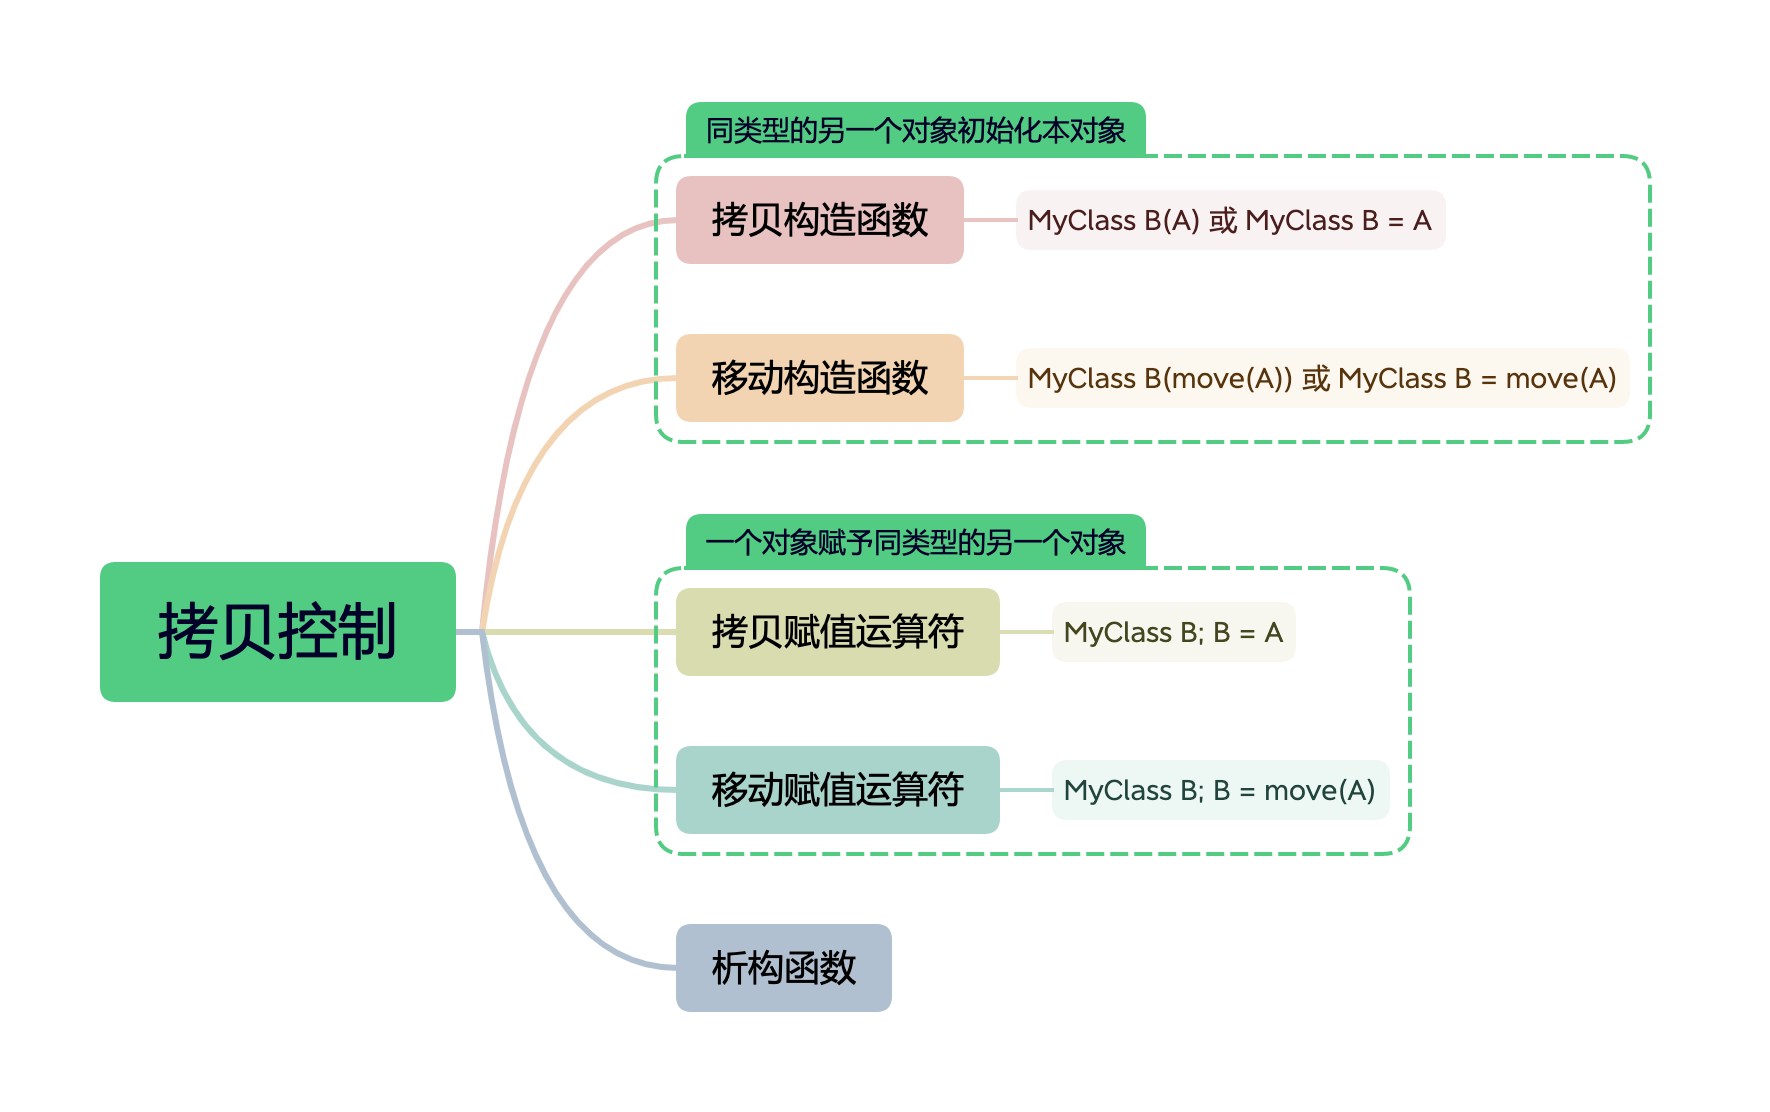 同类型的另一个对象初始化本对象
拷贝构造函数
MyClass B(A) 或 MyClass B = A
移动构造函数
MyClass B(move(A)) 或 MyClass B = move(A)
拷贝控制
一个对象赋予同类型的另一个对象
拷贝赋值运算符
MyClass B; B = A
移动赋值运算符
MyClass B; B = move(A)
析构函数